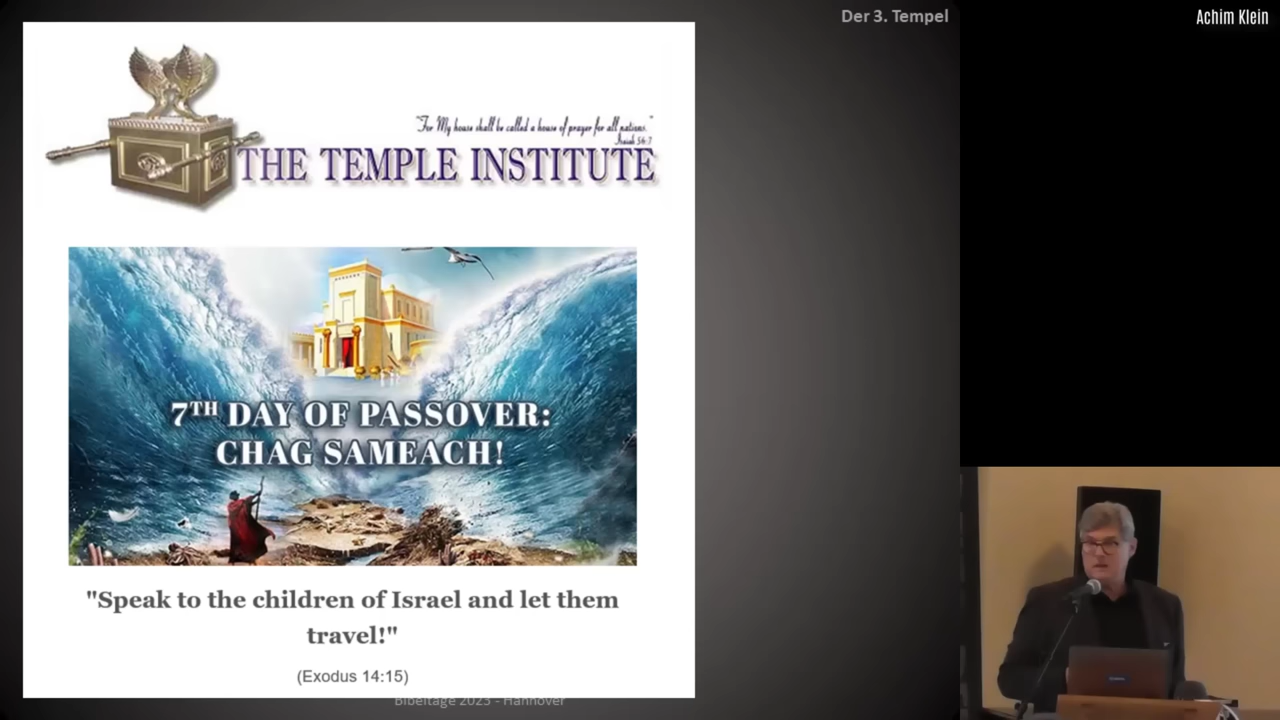 Der 3. Tempel
Achim Klein
"For My house shall be called a house of prayer for all nations."
Isaiah 56:7
THE TEMPLE INSTITUTE
7TH DAY OF PASSOVER:
CHAG SAMEACH!
"Speak to the children of Israel and let them
travel!"
(Exodus 14:15)
Bibeltage 2023 - Hannover